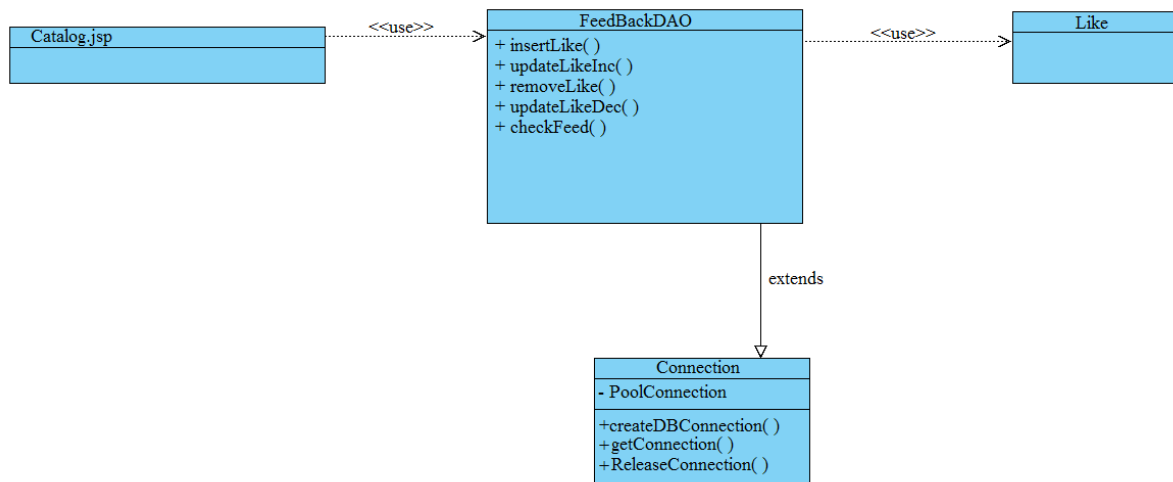 Catalog.jsp
<<use>>
FeedBackDAO
+ insertLike( )
+ updateLikeInc( )
+ removeLike( )
+ updateLikeDec( )
+ checkFeed( )
<<use>>
Like
extends
Connection
- PoolConnection
+createDBConnection( )
+getConnection( )
+ReleaseConnection( )